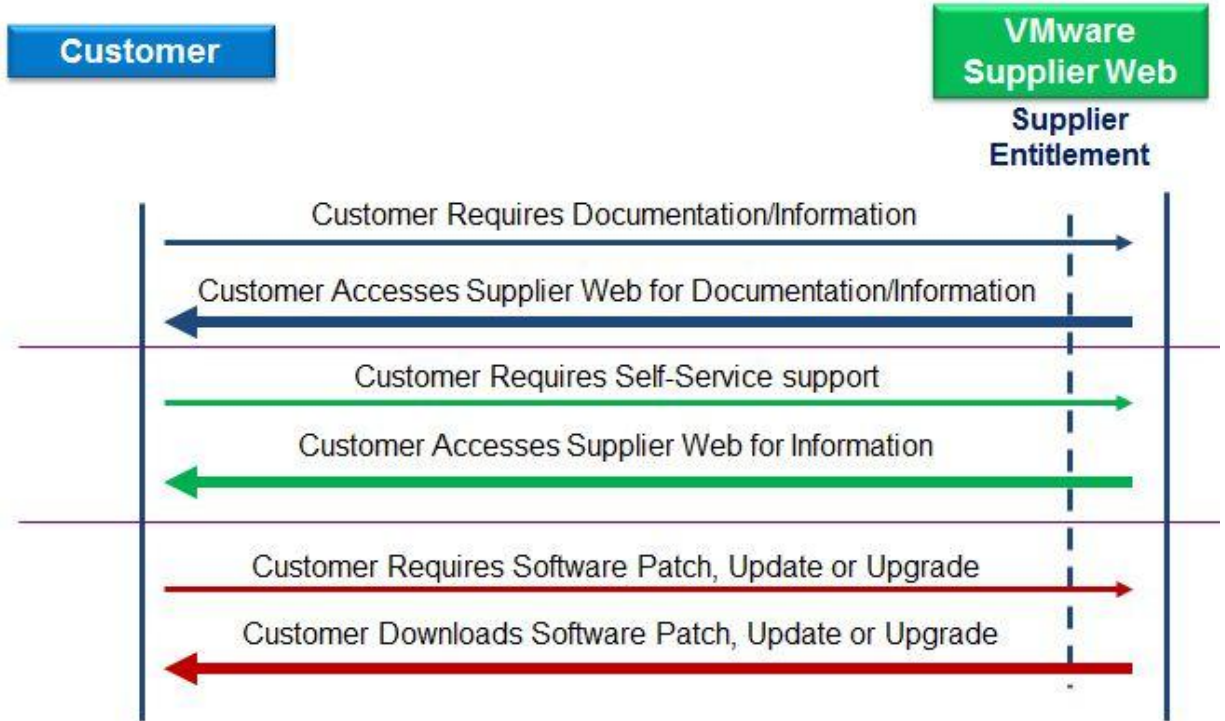 Customer
VMware
Supplier Web
Supplier
Entitlement
Customer Requires Documentation/Information
Customer Accesses Supplier Web for Documentation/Information
Customer Requires Self-Service support
Customer Accesses Supplier Web for Information
Customer Requires Software Patch, Update or Upgrade
Customer Downloads Software Patch, Update or Upgrade